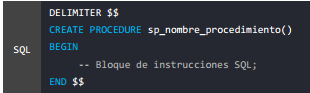 DELIMITER $$
CREATE PROCEDURE sp_nombre_procedimiento()
BEGIN
SQL
-- Bloque de instrucciones SQL;
END $$